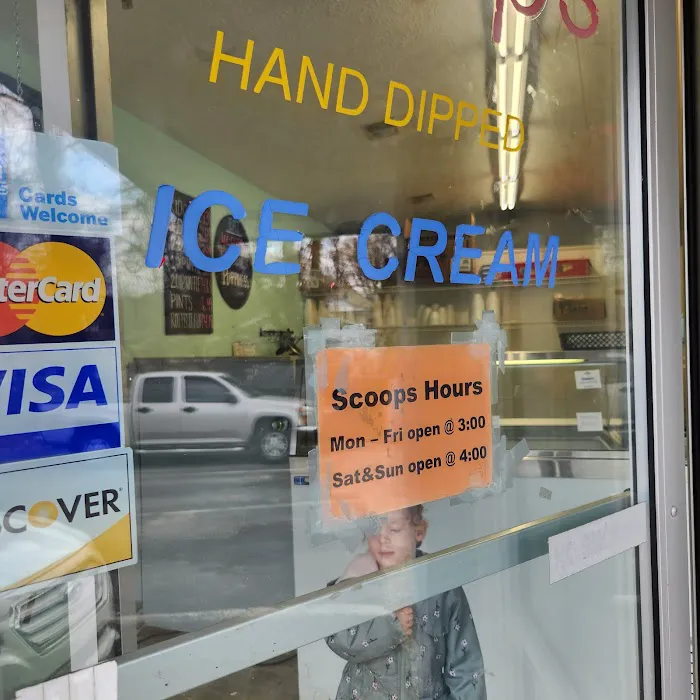 HAND DIPPED
ICE CREAM
Cards
Welcome
terCard
VISA
COVER
Scoops Hours
Mon – Fri open @ 3:00
Sat&Sun open @ 4:00